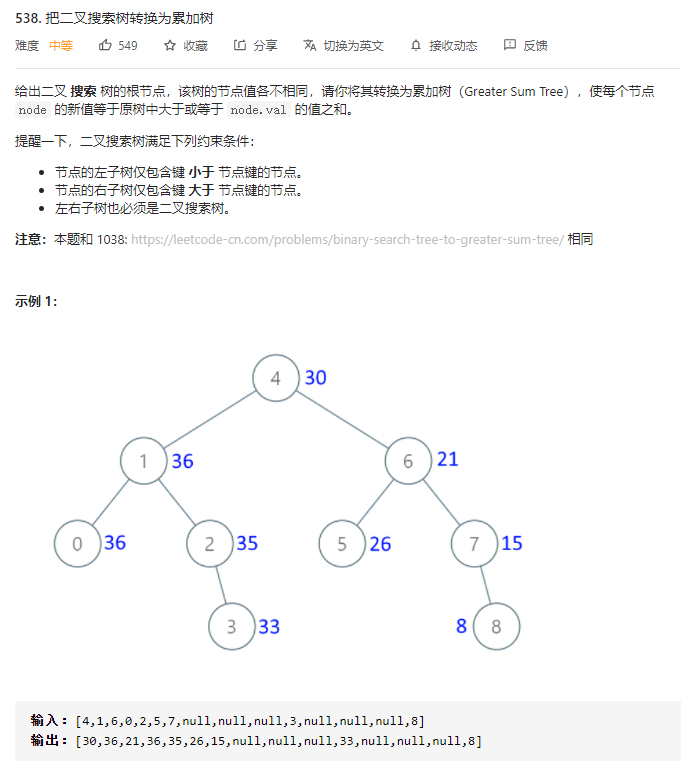 538. 把二叉搜索树转换为累加树
难度 中等 549 收藏 分享 切换为英文 接收动态 反馈
给出二叉 搜索 树的根节点，该树的节点值各不相同，请你将其转换为累加树（Greater Sum Tree），使每个节点
node 的新值等于原树中大于或等于 node.val 的值之和。
提醒一下，二叉搜索树满足下列约束条件：
节点的左子树仅包含键 小于 节点键的节点。
节点的右子树仅包含键 大于 节点键的节点。
左右子树也必须是二叉搜索树。
注意：本题和 1038: https://leetcode-cn.com/problems/binary-search-tree-to-greater-sum-tree/ 相同
示例 1：
4 30
1 36 6 21
0 36 2 35 5 26 7 15
3 33 8 8
输入：[4,1,6,0,2,5,7,null,null,null,3,null,null,null,8]
输出：[30,36,21,36,35,26,15,null,null,null,33,null,null,null,8]